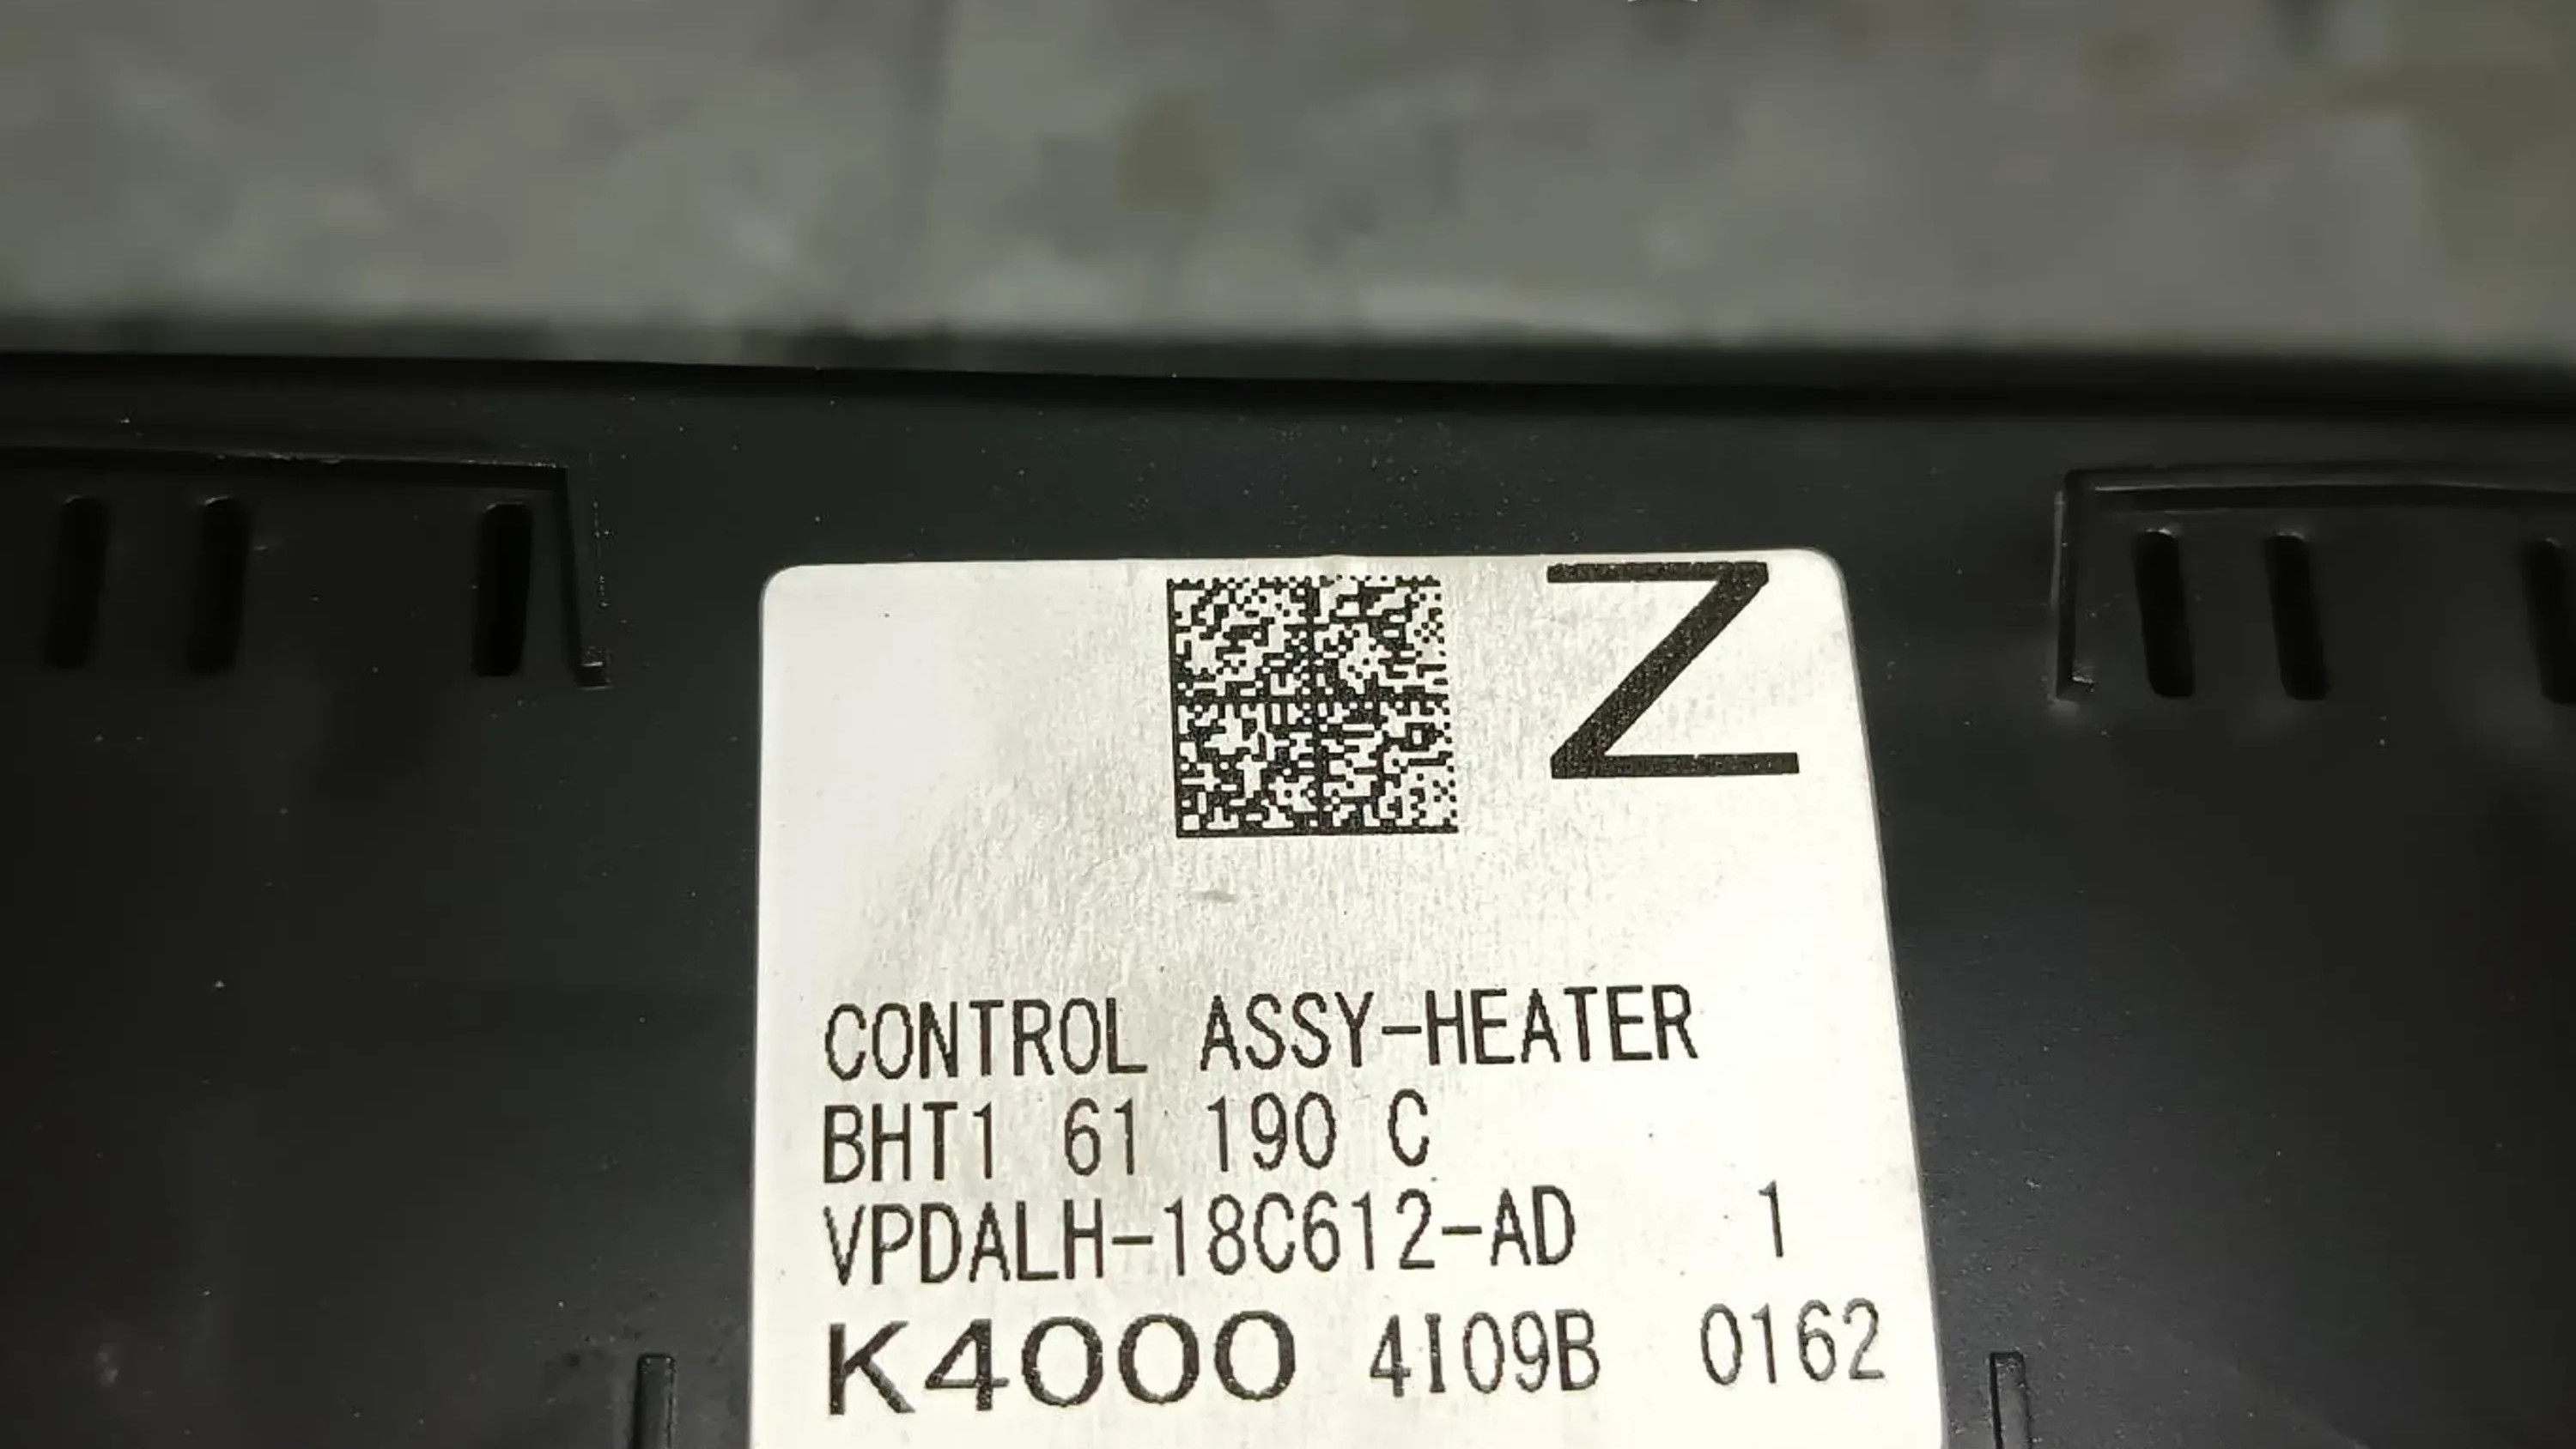 Z
CONTROL ASSY-HEATER
BHT1 61 190 C
VPDALH-18C612-AD 1
K4000 4I09B 0162